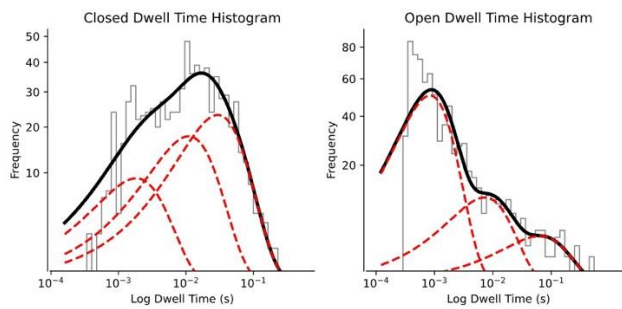 Closed Dwell Time Histogram
Frequency
50
40
30
20
10
10⁻⁴
10⁻³
10⁻²
10⁻¹
Log Dwell Time (s)
Open Dwell Time Histogram
Frequency
80
60
40
20
10⁻⁴
10⁻³
10⁻²
10⁻¹
Log Dwell Time (s)